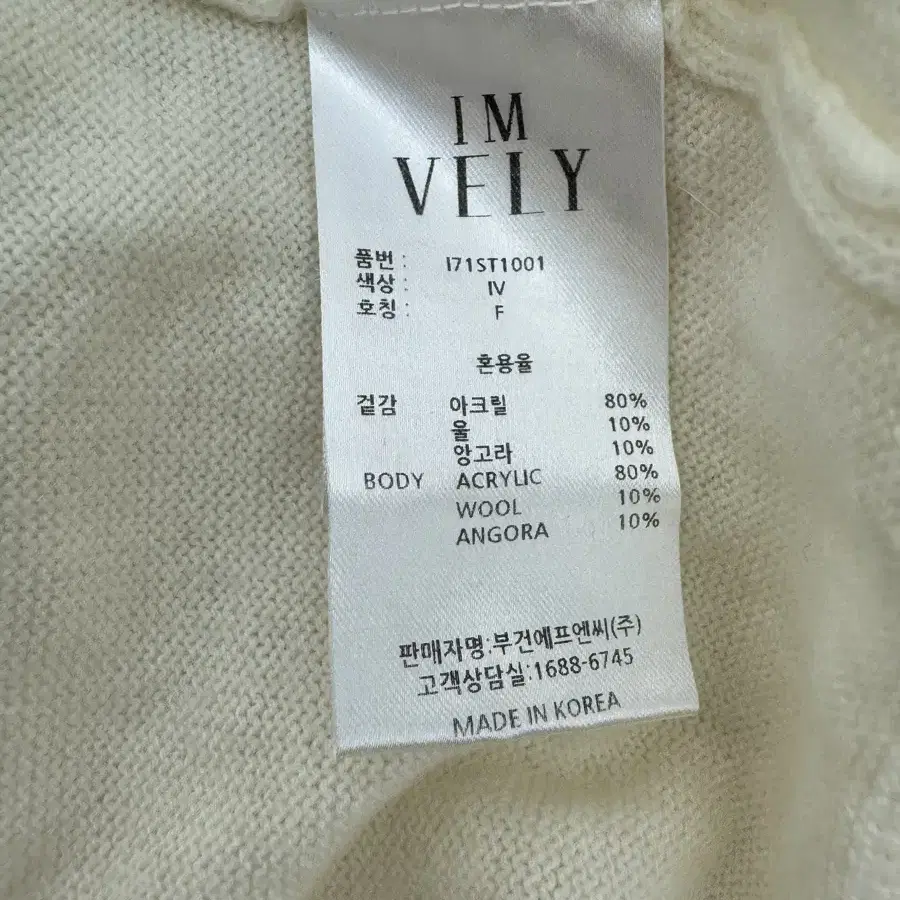 IM
VELY
품번 : I71ST1001
색상 : IV
호칭 : F
혼용율
겉감 아크릴 80%
울 10%
앙고라 10%
BODY ACRYLIC 80%
WOOL 10%
ANGORA 10%
판매자명:부건에프엔씨(주)
고객상담실:1688-6745
MADE IN KOREA